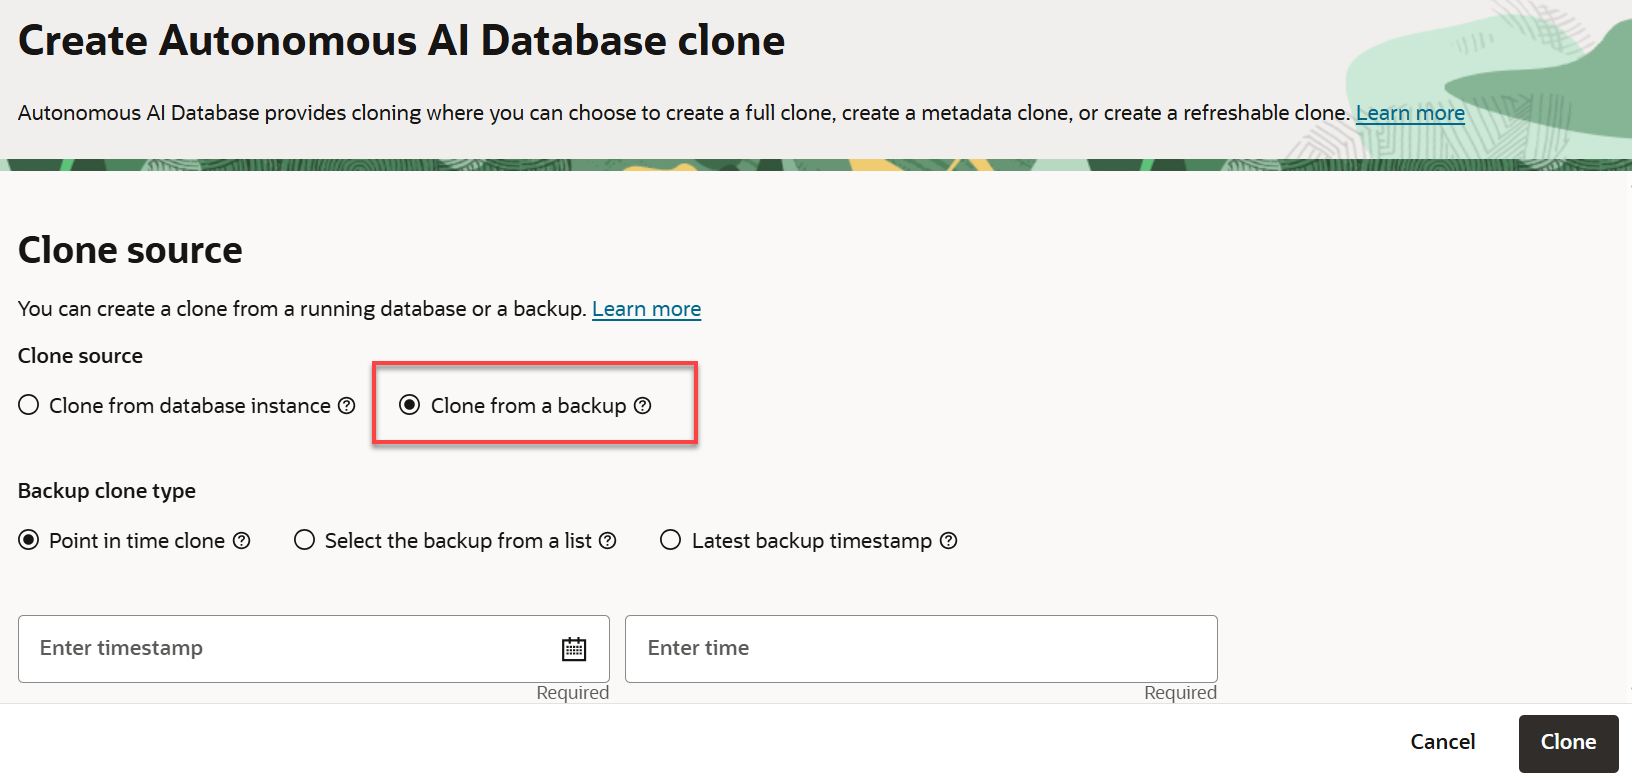 Create Autonomous AI Database clone
Autonomous AI Database provides cloning where you can choose to create a full clone, create a metadata clone, or create a refreshable clone. Learn more
Clone source
You can create a clone from a running database or a backup. Learn more
Clone source
Clone from database instance Clone from a backup
Backup clone type
Point in time clone Select the backup from a list Latest backup timestamp
Enter timestamp Enter time
Required Required
Cancel Clone